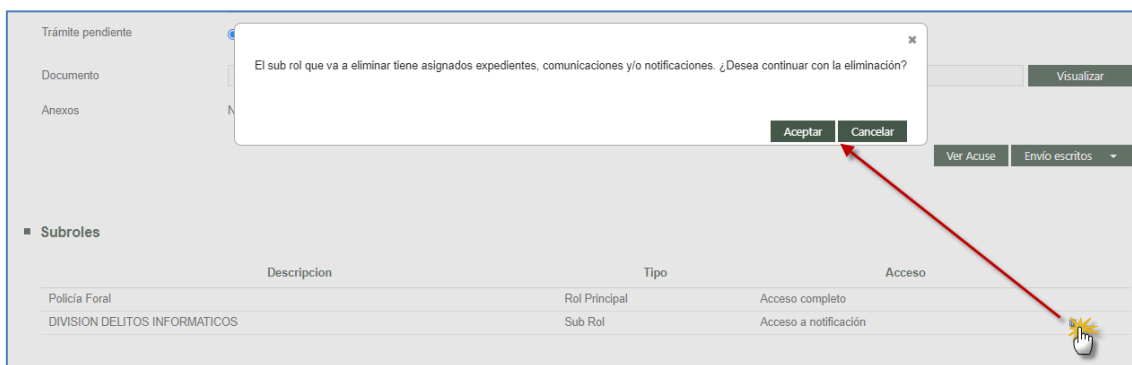 Trámite pendiente
El sub rol que va a eliminar tiene asignados expedientes, comunicaciones y/o notificaciones. ¿Desea continuar con la eliminación?
Documento
Visualizar
Anexos
N
Aceptar Cancelar
Ver Acuse Envío escritos
Subroles
Descripcion Tipo Acceso
Policía Foral Rol Principal Acceso completo
DIVISION DELITOS INFORMATICOS Sub Rol Acceso a notificación